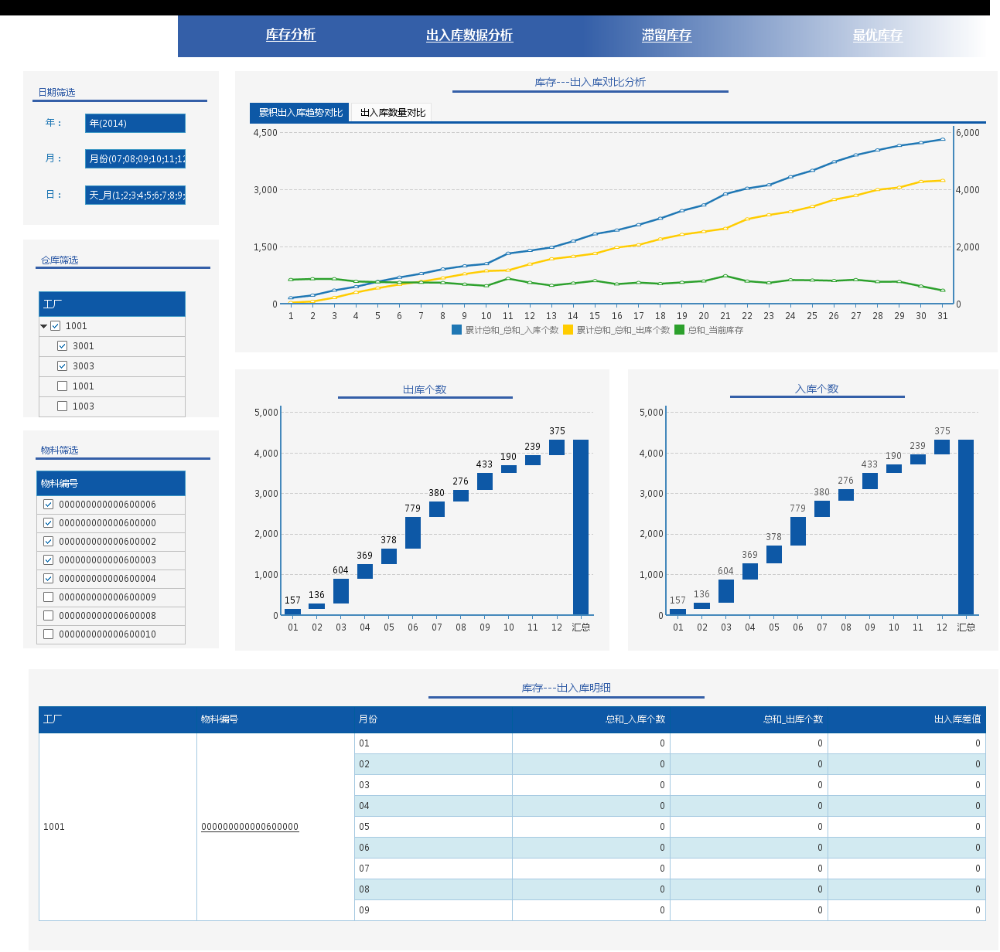 库存分析 出入库数据分析 滞留库存 最优库存
日期筛选
年：
年(2014)
月：
月份(07;08;09;10;11;12
日：
天_月(1;2;3;4;5;6;7;8;9;
仓库筛选
工厂
1001
3001
3003
1001
1003
物料筛选
物料编号
000000000000600006
000000000000600000
000000000000600002
000000000000600003
000000000000600004
000000000000600009
000000000000600008
000000000000600010
库存---出入库对比分析
累积出入库趋势对比 出入库数量对比
4,500 6,000
3,000 4,000
1,500 2,000
0 0
1 2 3 4 5 6 7 8 9 10 11 12 13 14 15 16 17 18 19 20 21 22 23 24 25 26 27 28 29 30 31
累计总和_总和_入库个数 累计总和_总和_出库个数 总和_当前库存
出库个数
5,000
4,000
3,000
2,000
1,000
0
157 136 604 369 378 779 380 276 433 190 239 375
01 02 03 04 05 06 07 08 09 10 11 12 汇总
入库个数
5,000
4,000
3,000
2,000
1,000
0
157 136 604 369 378 779 380 276 433 190 239 375
01 02 03 04 05 06 07 08 09 10 11 12 汇总
库存---出入库明细
工厂 物料编号 月份 总和_入库个数 总和_出库个数 出入库差值
01 0 0 0
02 0 0 0
03 0 0 0
04 0 0 0
1001 000000000000600000 05 0 0 0
06 0 0 0
07 0 0 0
08 0 0 0
09 0 0 0